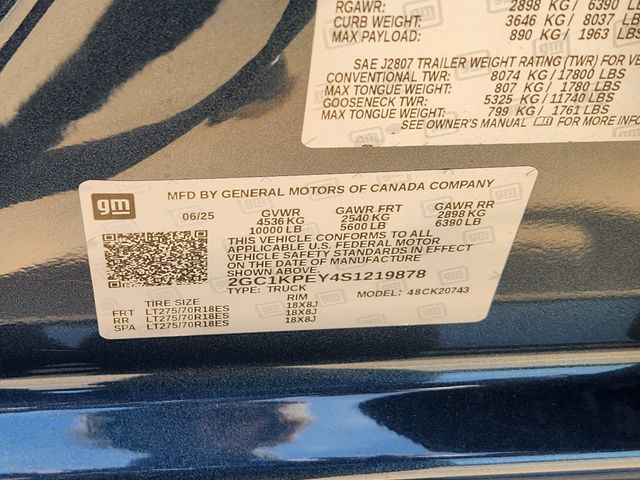 RGAWR: 2898 KG / 6390 LB
CURB WEIGHT: 3646 KG / 8037 LB
MAX PAYLOAD: 890 KG / 1963 LBS
SAE J2807 TRAILER WEIGHT RATING (TWR) FOR
CONVENTIONAL TWR: 8074 KG / 17800 LBS
MAX TONGUE WEIGHT: 807 KG / 1780 LBS
GOOSENECK TWR: 5325 KG / 11740 LBS
MAX TONGUE WEIGHT: 799 KG / 1761 LBS
SEE OWNER'S MANUAL FOR MORE INFO
gm
MFD BY GENERAL MOTORS OF CANADA COMPANY
06/25 GVWR GAWR FRT GAWR RR
4536 KG 2540 KG 2898 KG
10000 LB 5600 LB 6390 LB
THIS VEHICLE CONFORMS TO ALL
APPLICABLE U.S. FEDERAL MOTOR
VEHICLE SAFETY STANDARDS IN EFFECT
ON THE DATE OF MANUFACTURE
SHOWN ABOVE.
2GC1KPEY4S1219878
TYPE: TRUCK MODEL: 48CK20743
TIRE SIZE RIM
FRT LT275/70R18ES 18X8J
RR LT275/70R18ES 18X8J
SPA LT275/70R18ES 18X8J